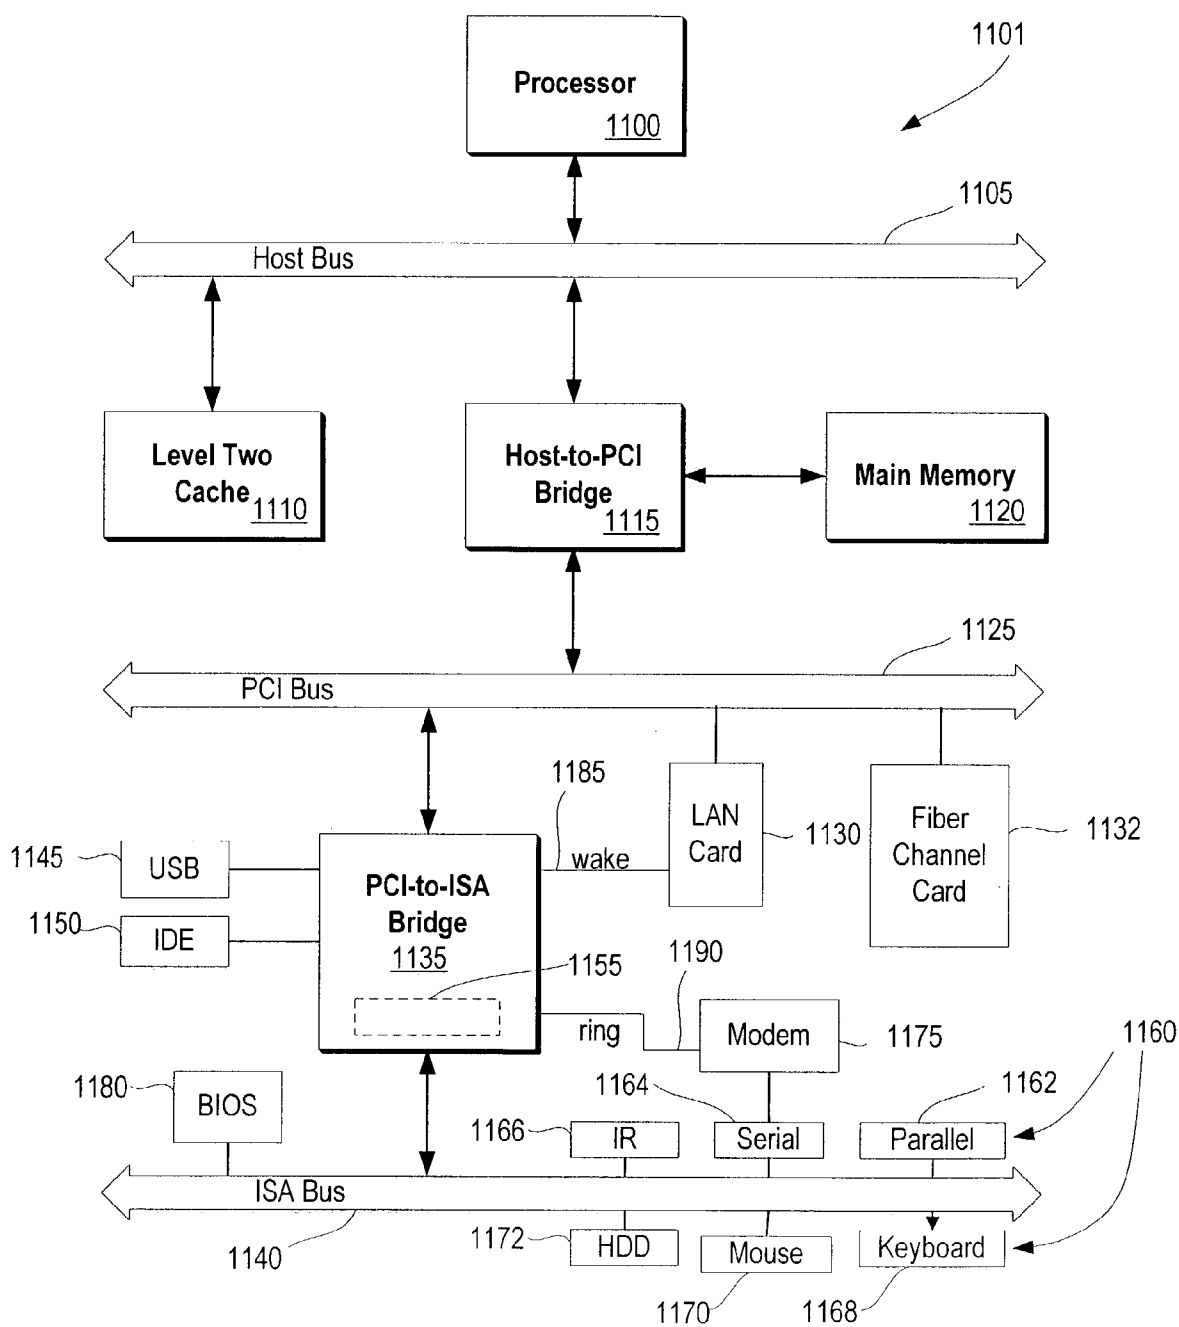 1101
Processor
1100
1105
Host Bus
Level Two
Cache
1110
Host-to-PCI
Bridge
1115
Main Memory
1120
1125
PCI Bus
1185
LAN
Card
1130
Fiber
Channel
Card
1132
wake
1145
USB
1150
IDE
PCI-to-ISA
Bridge
1135
1155
1190
ring
Modem
1175
1160
1180
BIOS
1164
1162
1166
IR
Serial
Parallel
ISA Bus
1140
1172
HDD
Mouse
Keyboard
1170
1168